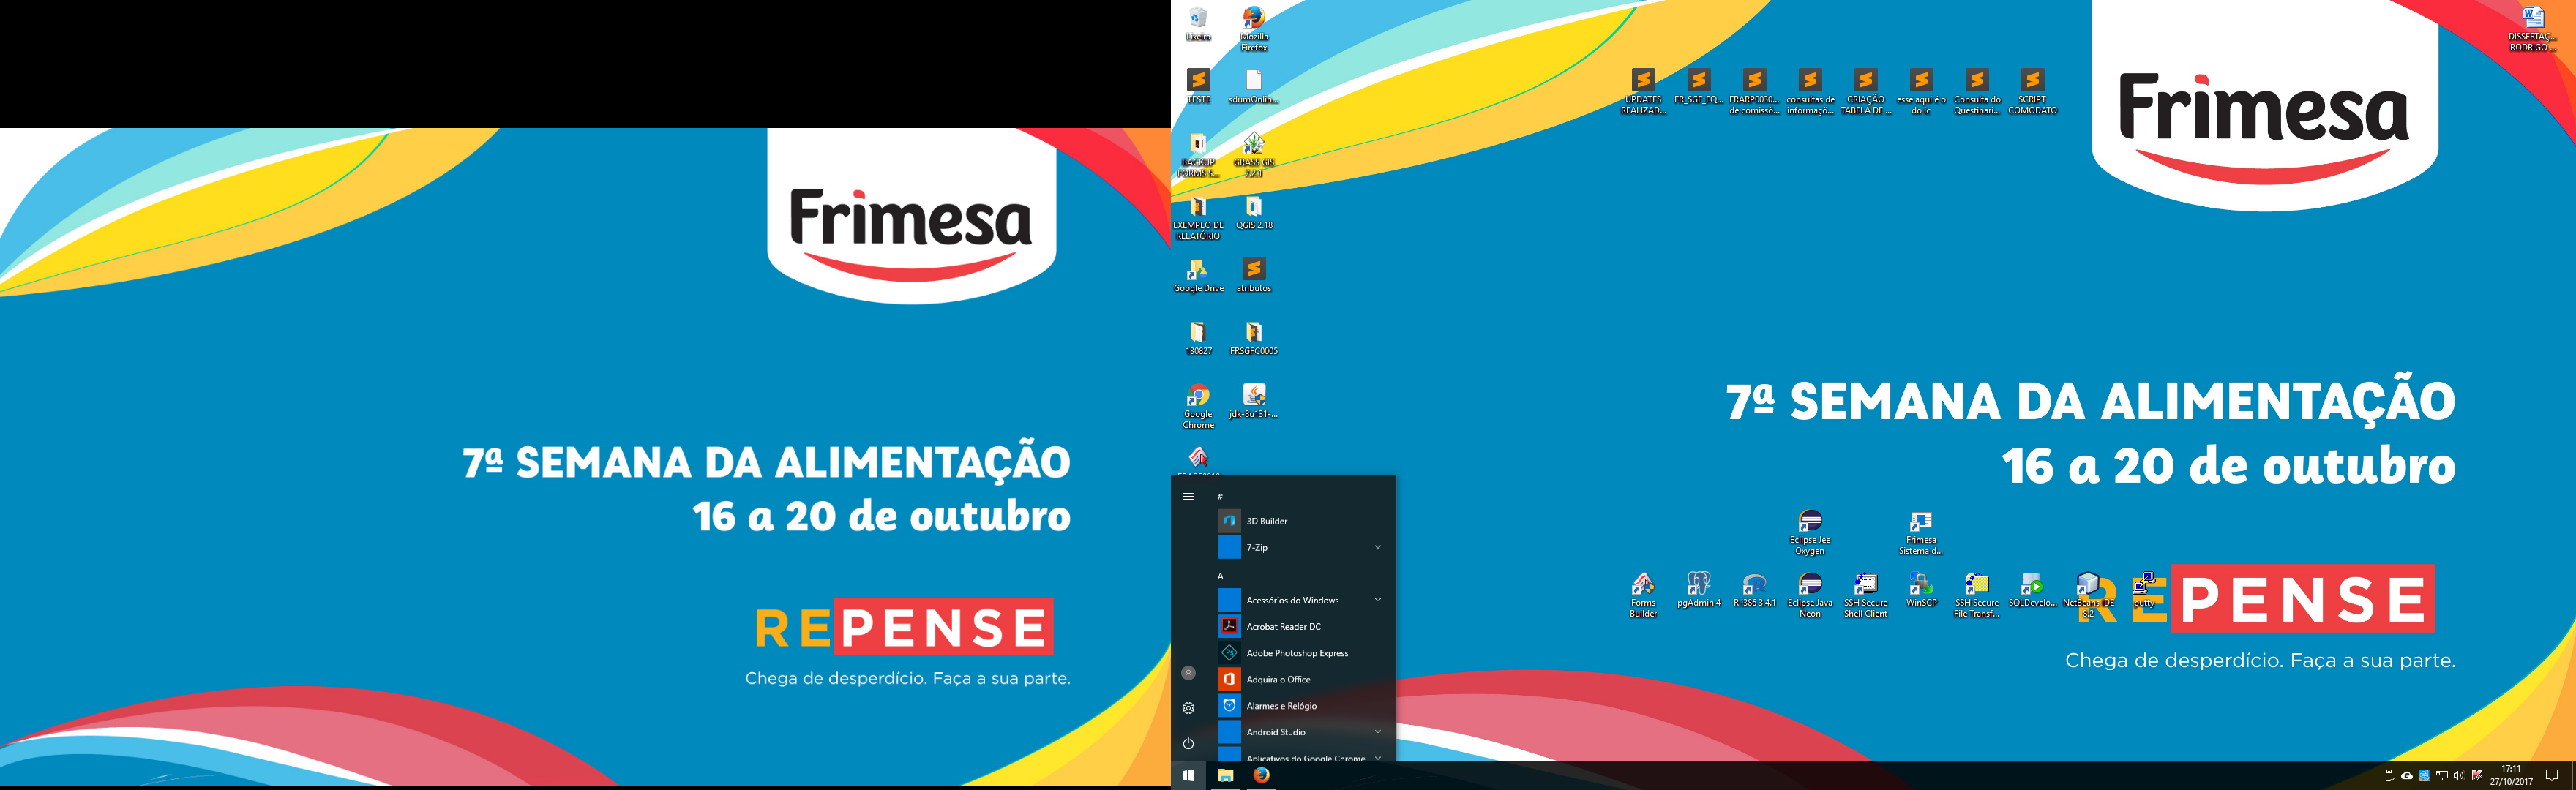 Frimesa
7ª SEMANA DA ALIMENTAÇÃO
16 a 20 de outubro
REPENSE
Chega de desperdício. Faça a sua parte.
Lixeira
Mozilla
Firefox
TESTE
sdumOnlin...
BACKUP
FORMS S...
GRASS GIS
7.2.1
EXEMPLO DE
RELATÓRIO
QGIS 2.18
Google Drive
atributos
130827
FRSGFC0005
Google
Chrome
jdk-8u131-...
UPDATES
REALIZAD...
FR_SGF_EQ...
FRARP0030...
de comissõ...
consultas de
informaçõ...
CRIAÇÃO
TABELA DE ...
esse aqui é o
do ic
Consulta do
Questinari...
SCRIPT
COMODATO
DISSERTAÇ...
RODRIGO ...
Frimesa
7ª SEMANA DA ALIMENTAÇÃO
16 a 20 de outubro
Eclipse Jee
Oxygen
Frimesa
Sistema d...
Forms
Builder
pgAdmin 4
R i386 3.4.1
Eclipse Java
Neon
SSH Secure
Shell Client
WinSCP
SSH Secure
File Transf...
SQLDevelo...
NetBeans IDE
8.2
putty
REPENSE
Chega de desperdício. Faça a sua parte.
#
3D Builder
7-Zip
A
Acessórios do Windows
Acrobat Reader DC
Adobe Photoshop Express
Adquira o Office
Alarmes e Relógio
Android Studio
Aplicativos do Google Chrome
17:11
27/10/2017